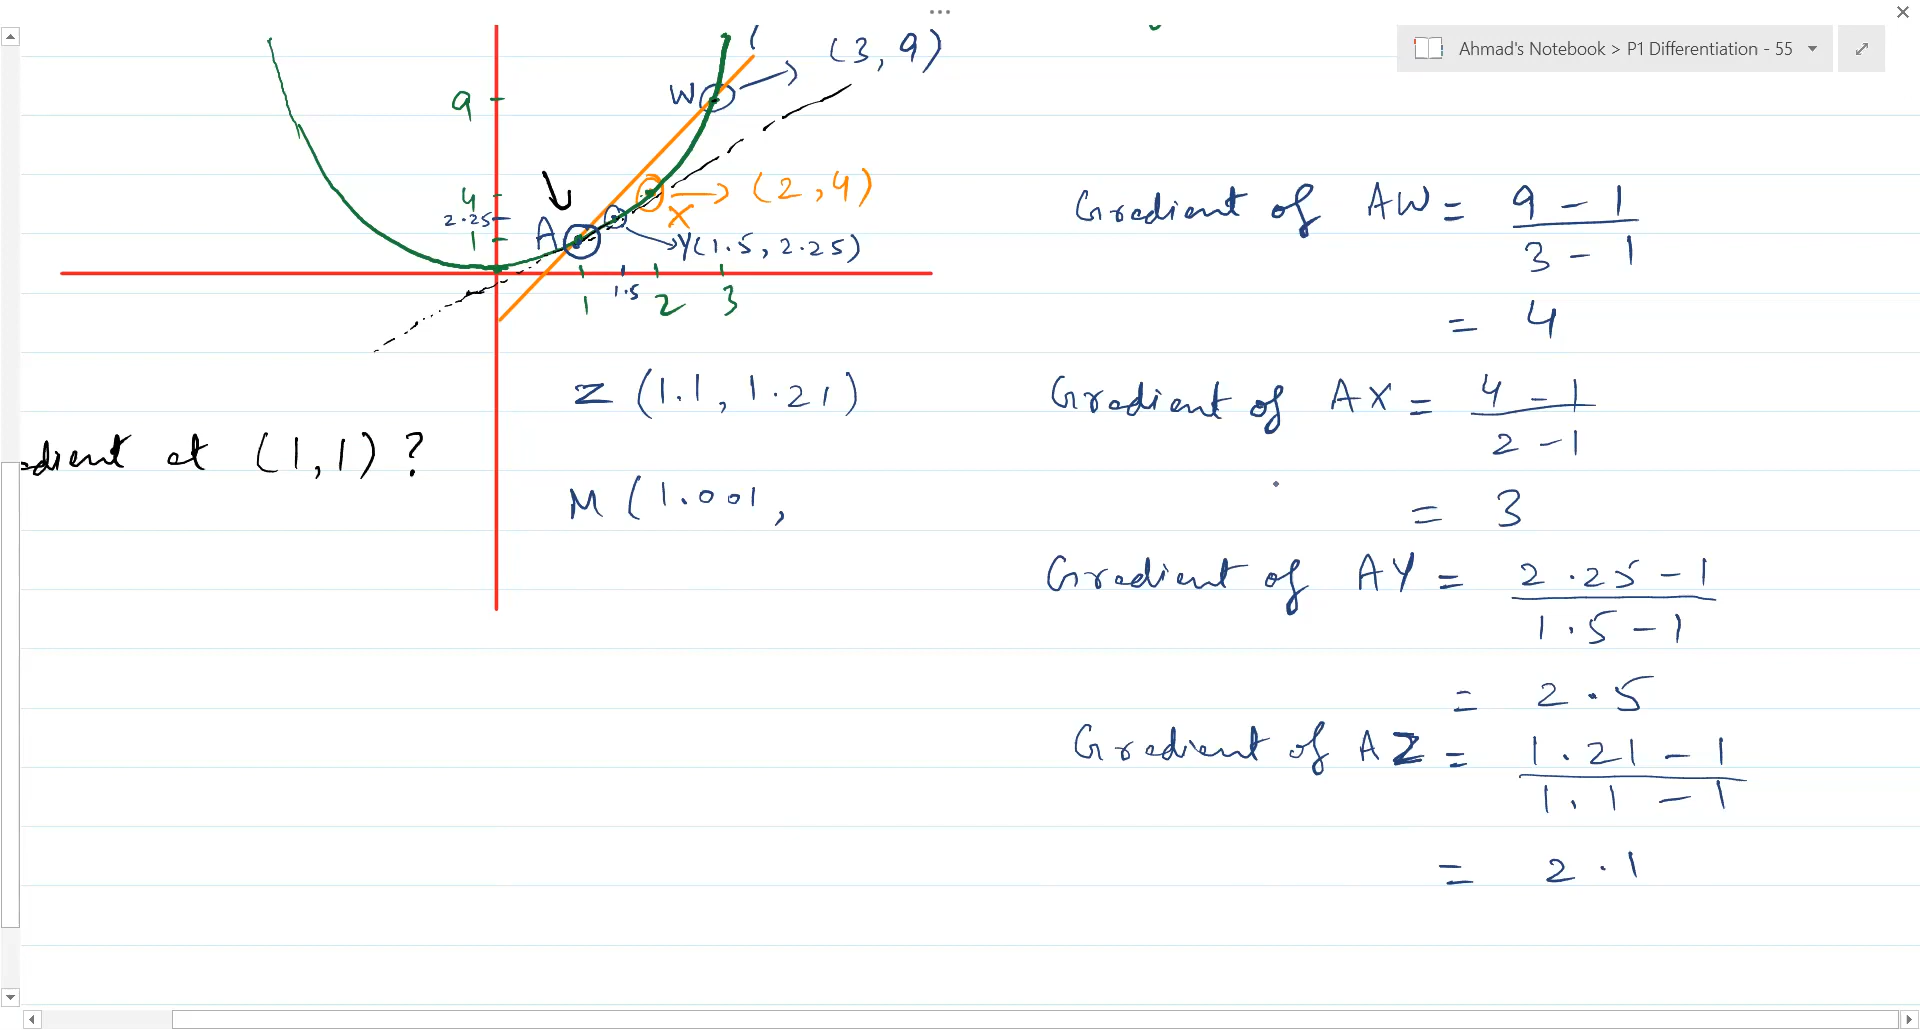 Ahmad's Notebook > P1 Differentiation - 55
(3, 9)
W
9
4
X (2, 4)
2.25
1
A
Y(1.5, 2.25)
1 1.5 2 3
Z (1.1, 1.21)
adient at (1,1) ?
M (1.001,
Gradient of AW = 9 - 1
3 - 1
= 4
Gradient of AX = 4 - 1
2 - 1
= 3
Gradient of AY = 2.25 - 1
1.5 - 1
= 2.5
Gradient of AZ = 1.21 - 1
1.1 - 1
= 2.1